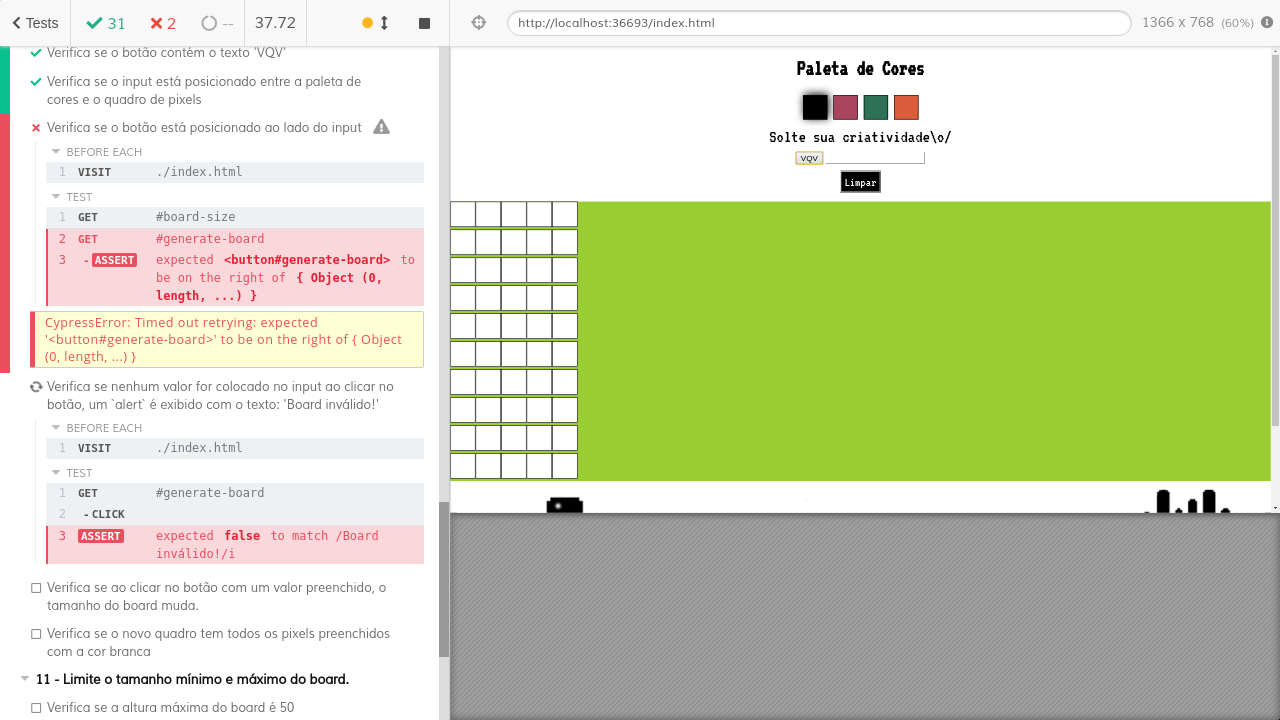 Tests
31
2
--
37.72
http://localhost:36693/index.html
1366 x 768 (60%)
Verifica se o botão contém o texto 'VQV'
Verifica se o input está posicionado entre a paleta de
cores e o quadro de pixels
Verifica se o botão está posicionado ao lado do input
BEFORE EACH
1 VISIT ./index.html
TEST
1 GET #board-size
2 GET #generate-board
3 - ASSERT expected <button#generate-board> to
be on the right of { Object (0,
length, ...) }
CypressError: Timed out retrying: expected
'<button#generate-board>' to be on the right of { Object
(0, length, ...) }
Verifica se nenhum valor for colocado no input ao clicar no
botão, um `alert` é exibido com o texto: 'Board inválido!'
BEFORE EACH
1 VISIT ./index.html
TEST
1 GET #generate-board
2 - CLICK
3 ASSERT expected false to match /Board
inválido!/i
Verifica se ao clicar no botão com um valor preenchido, o
tamanho do board muda.
Verifica se o novo quadro tem todos os pixels preenchidos
com a cor branca
11 - Limite o tamanho mínimo e máximo do board.
Verifica se a altura máxima do board é 50
Paleta de Cores
Solte sua criatividade\o/
VQV
Limpar